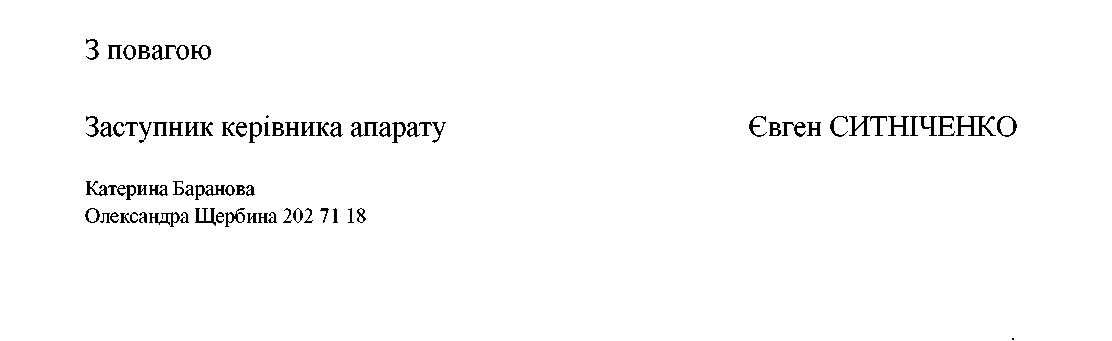 З повагою
Заступник керівника апарату Євген СИТНІЧЕНКО
Катерина Баранова
Олександра Щербина 202 71 18